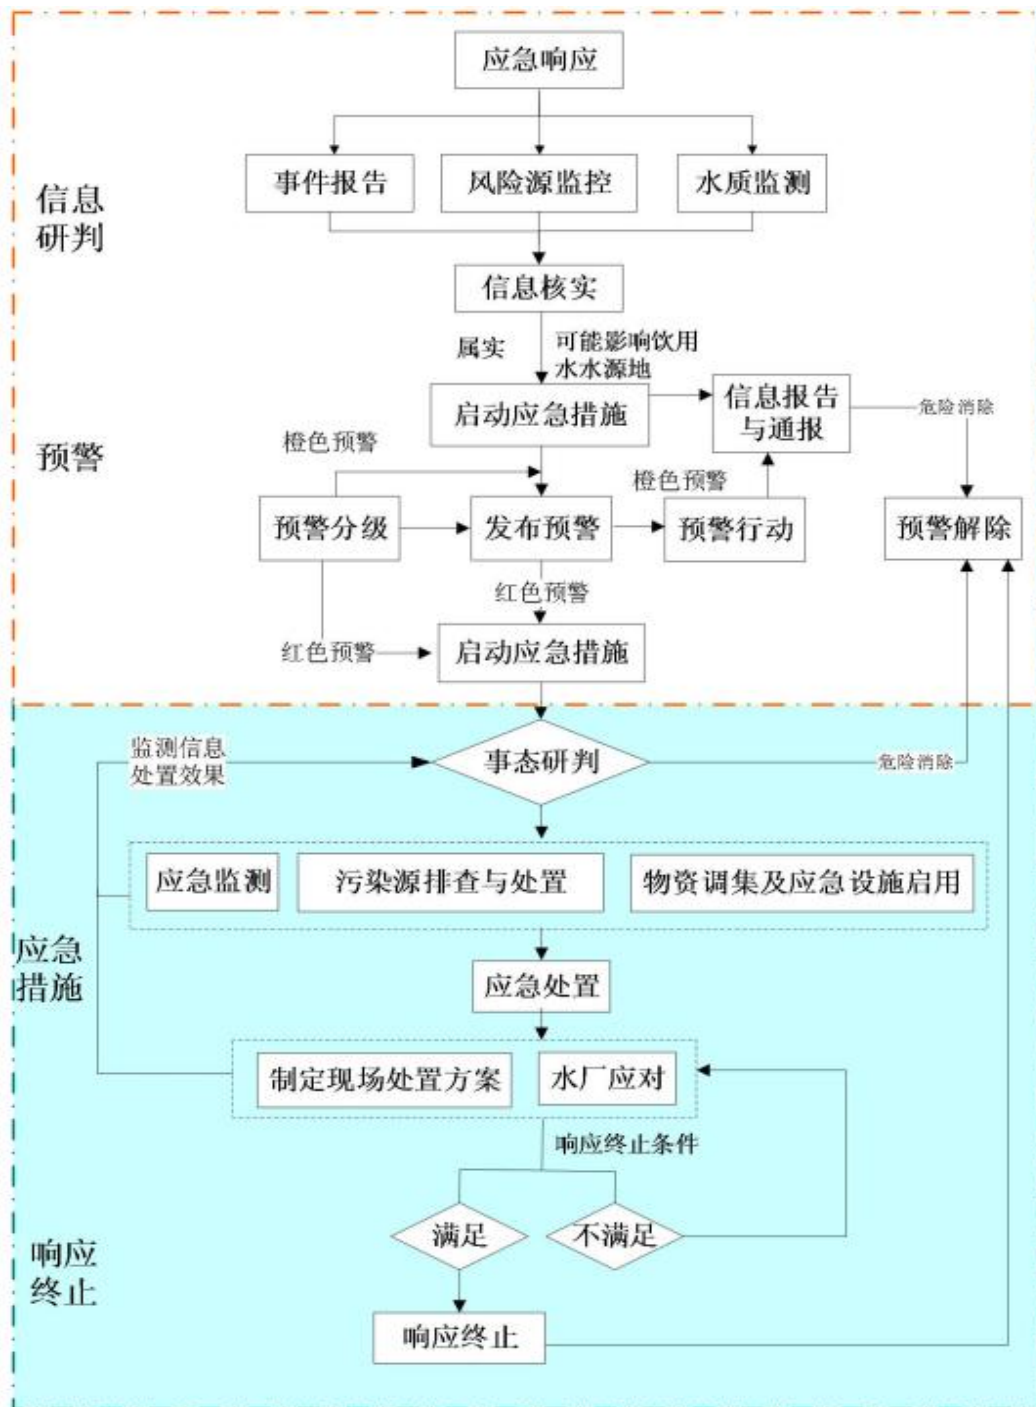 应急响应
事件报告
风险源监控
水质监测
信息
研判
信息核实
属实
可能影响饮用
水水源地
启动应急措施
信息报告
与通报
危险消除
预警
橙色预警
橙色预警
预警分级
发布预警
预警行动
预警解除
红色预警
红色预警
启动应急措施
监测信息
处置效果
事态研判
危险消除
应急监测
污染源排查与处置
物资调集及应急设施启用
应急
措施
应急处置
制定现场处置方案
水厂应对
响应终止条件
满足
不满足
响应
终止
响应终止